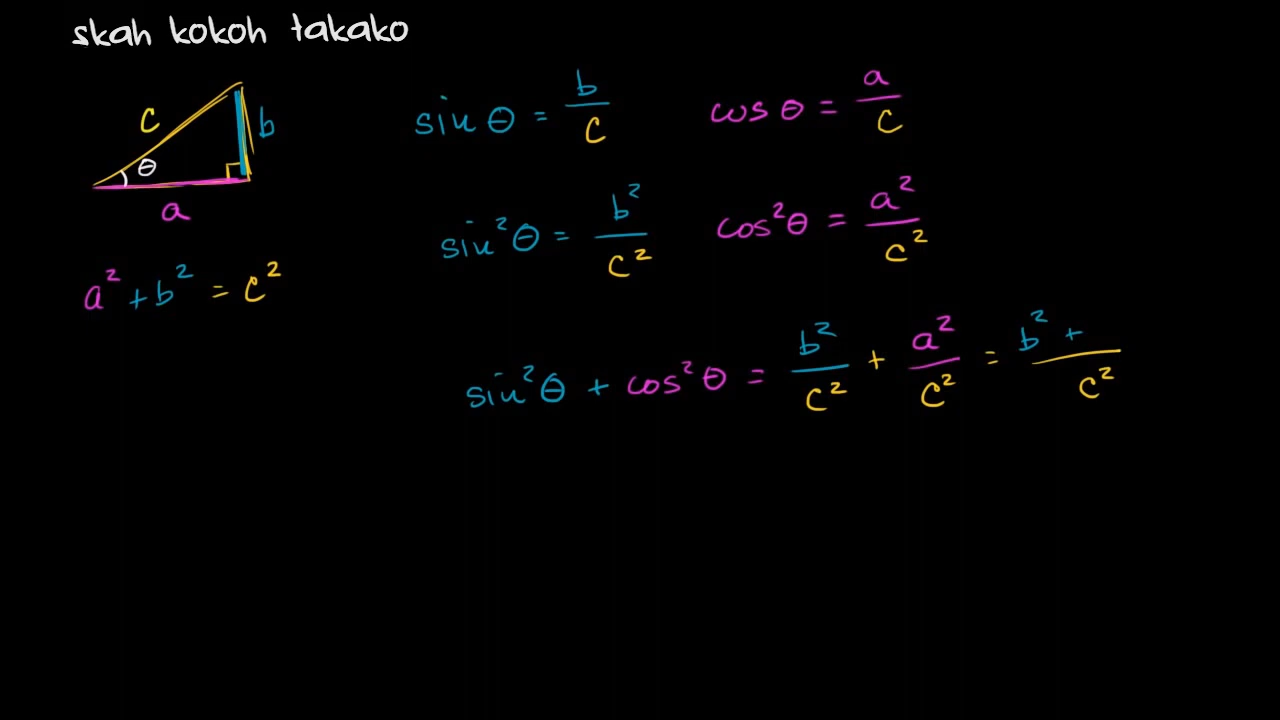 skah kokoh takako
c
b
θ
a
sin θ = b/c
cos θ = a/c
sin²θ = b²/c²
cos²θ = a²/c²
a² + b² = c²
sin²θ + cos²θ = b²/c² + a²/c² = b² + /c²